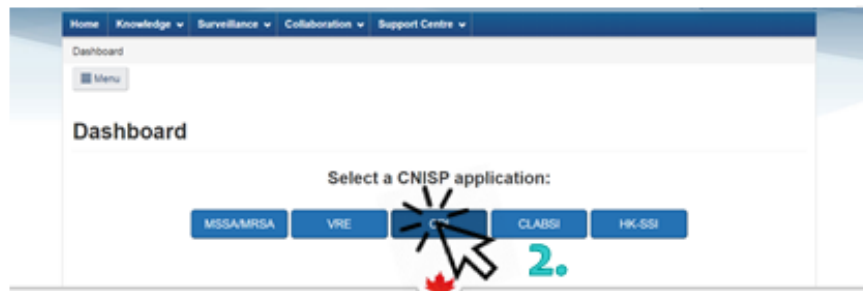 Home Knowledge Surveillance Collaboration Support Centre
Dashboard
Menu
Dashboard
Select a CNISP application:
MSSA/MRSA VRE CLABSI HK-SSI
2.